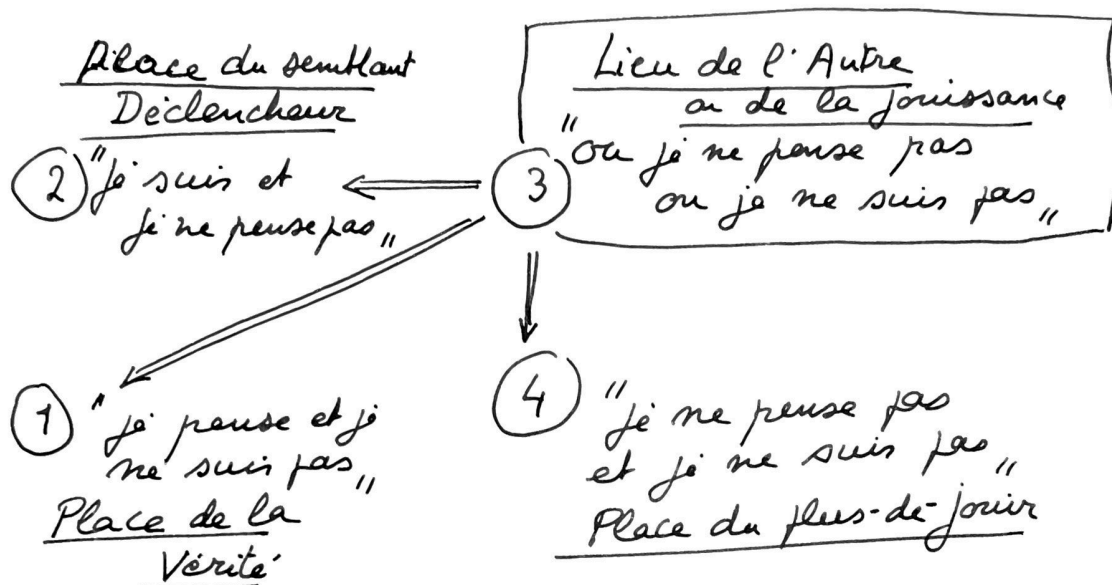 Place du semblant
Déclencheur
2 "je suis et
je ne pense pas"
Lieu de l'Autre
ou de la jouissance
3 "ou je ne pense pas
ou je ne suis pas"
1 "je pense et je
ne suis pas"
Place de la
Vérité
4 "je ne pense pas
et je ne suis pas"
Place du plus-de-jouir